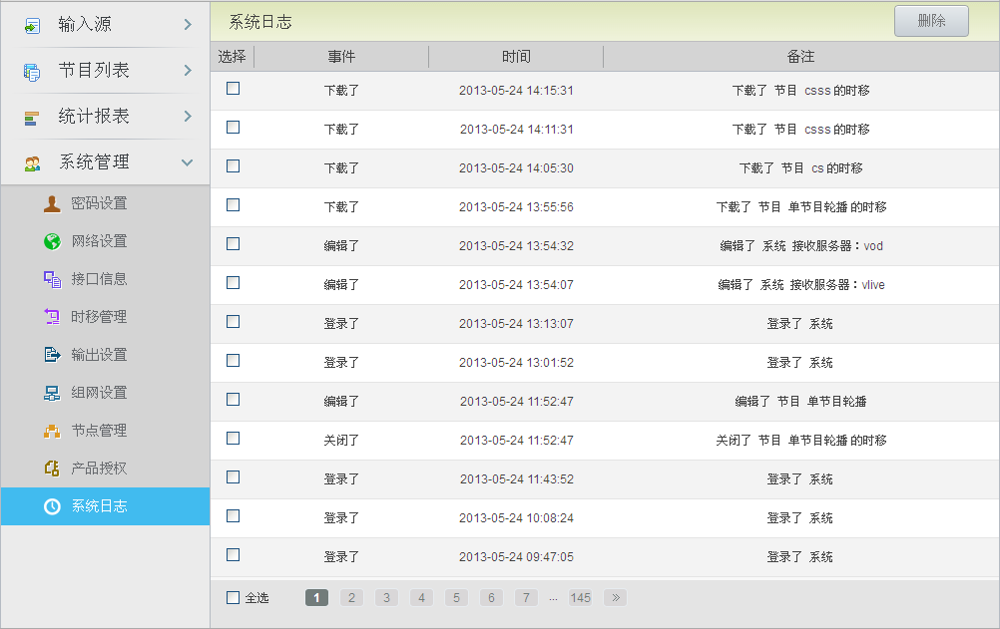 输入源
节目列表
统计报表
系统管理
密码设置
网络设置
接口信息
时移管理
输出设置
组网设置
节点管理
产品授权
系统日志
系统日志 删除
选择 事件 时间 备注
下载了 2013-05-24 14:15:31 下载了 节目 csss的时移
下载了 2013-05-24 14:11:31 下载了 节目 csss的时移
下载了 2013-05-24 14:05:30 下载了 节目 cs的时移
下载了 2013-05-24 13:55:56 下载了 节目 单节目轮播的时移
编辑了 2013-05-24 13:54:32 编辑了 系统 接收服务器：vod
编辑了 2013-05-24 13:54:07 编辑了 系统 接收服务器：vlive
登录了 2013-05-24 13:13:07 登录了 系统
登录了 2013-05-24 13:01:52 登录了 系统
编辑了 2013-05-24 11:52:47 编辑了 节目 单节目轮播
关闭了 2013-05-24 11:52:47 关闭了 节目 单节目轮播的时移
登录了 2013-05-24 11:43:52 登录了 系统
登录了 2013-05-24 10:08:24 登录了 系统
登录了 2013-05-24 09:47:05 登录了 系统
全选 1 2 3 4 5 6 7 ... 145 »